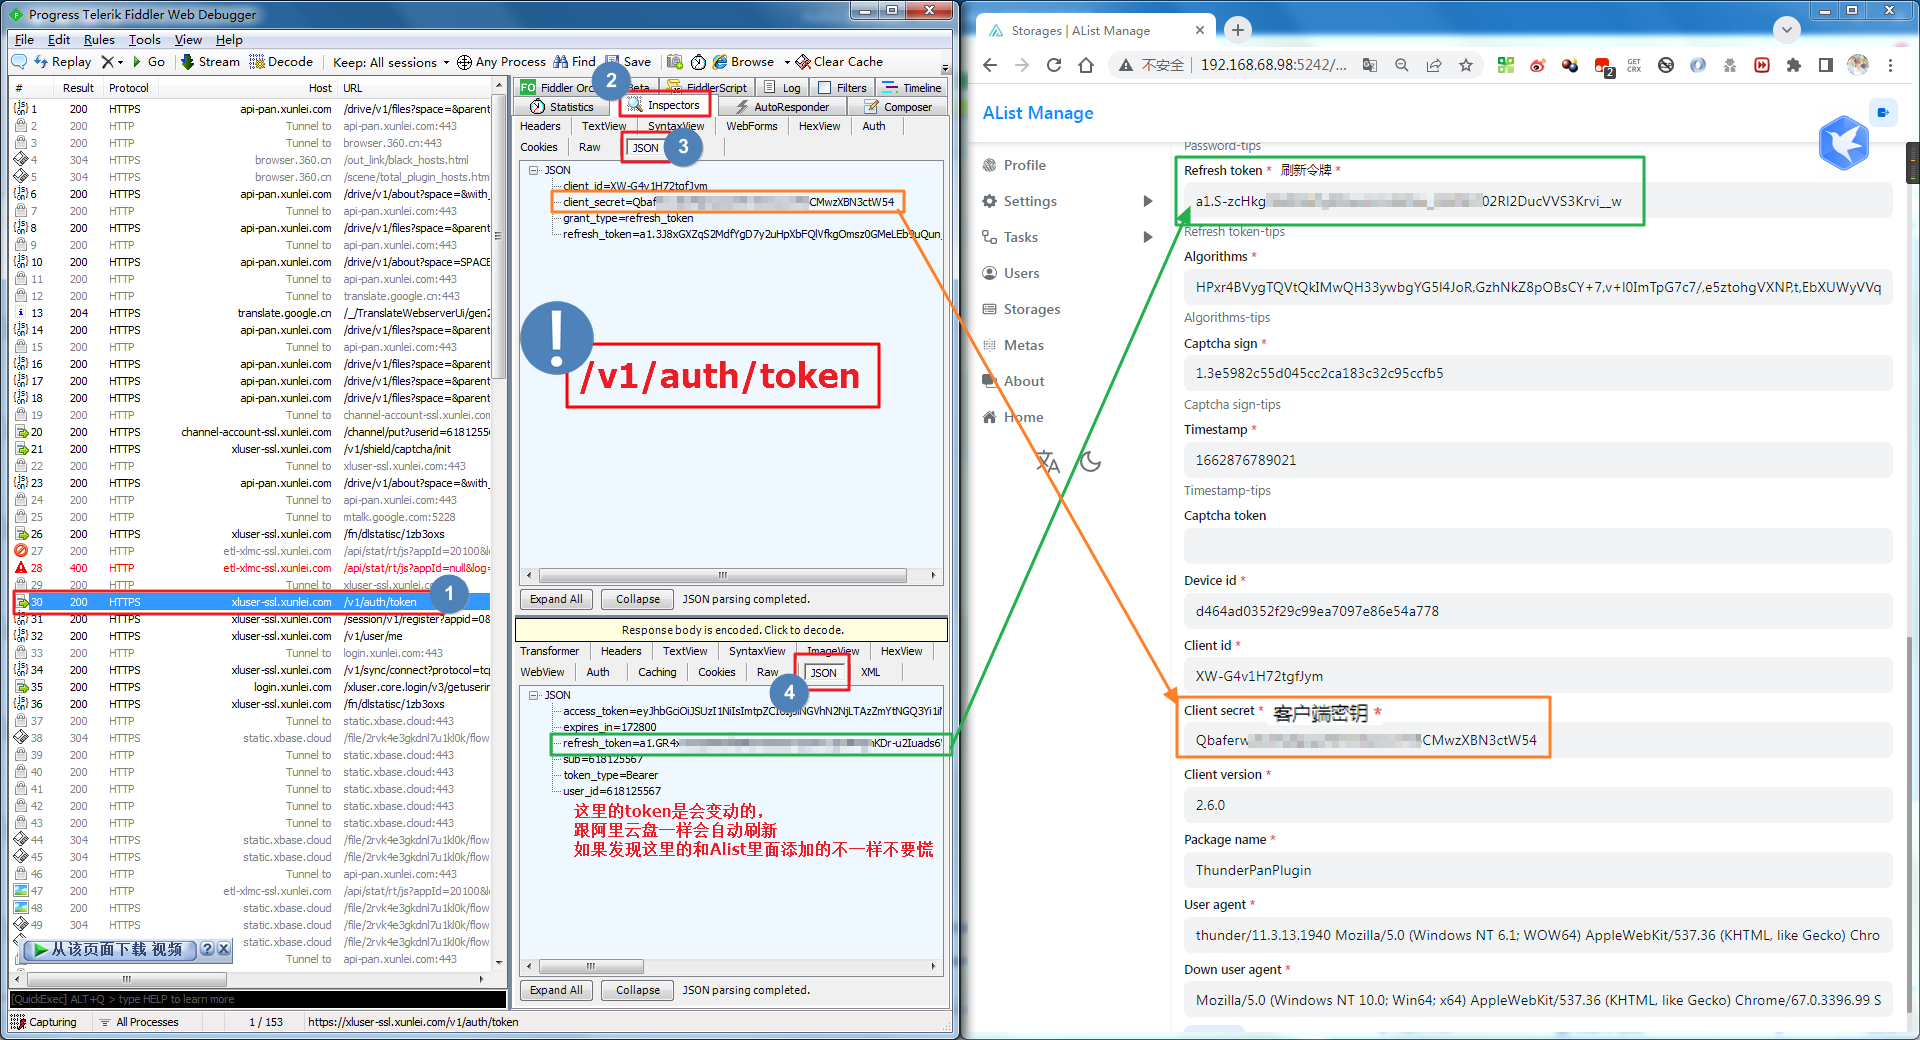 Progress Telerik Fiddler Web Debugger
File Edit Rules Tools View Help
Replay Go Stream Decode Keep: All sessions Any Process Find Save Browse Clear Cache
# Result Protocol Host URL
1 200 HTTPS api-pan.xunlei.com /drive/v1/files?space=&parent
2 200 HTTP Tunnel to api-pan.xunlei.com:443
3 200 HTTP Tunnel to browser.360.cn:443
4 304 HTTPS browser.360.cn /out_link/black_hosts.html
5 304 HTTPS browser.360.cn /scene/total_plugin_hosts.htm
6 200 HTTPS api-pan.xunlei.com /drive/v1/about?space=&with_
7 200 HTTP Tunnel to api-pan.xunlei.com:443
8 200 HTTPS api-pan.xunlei.com /drive/v1/about?space=&parent
9 200 HTTP Tunnel to api-pan.xunlei.com:443
10 200 HTTPS api-pan.xunlei.com /drive/v1/about?space=SPACE
11 200 HTTP Tunnel to api-pan.xunlei.com:443
12 200 HTTP Tunnel to translate.google.cn:443
13 204 HTTPS translate.google.cn /_/TranslateWebserverUi/gen2
14 200 HTTPS api-pan.xunlei.com /drive/v1/files?space=&parent
15 200 HTTP Tunnel to api-pan.xunlei.com:443
16 200 HTTPS api-pan.xunlei.com /drive/v1/files?space=&parent
17 200 HTTPS api-pan.xunlei.com /drive/v1/files?space=&parent
18 200 HTTPS api-pan.xunlei.com /drive/v1/files?space=&parent
19 200 HTTP Tunnel to channel-account-ssl.xunlei.com
20 200 HTTPS channel-account-ssl.xunlei.com /channel/put?userid=6181255
21 200 HTTPS xluser-ssl.xunlei.com /v1/shield/captcha/init
22 200 HTTP Tunnel to xluser-ssl.xunlei.com:443
23 200 HTTPS api-pan.xunlei.com /drive/v1/about?space=&with_
24 200 HTTP Tunnel to api-pan.xunlei.com:443
25 200 HTTP Tunnel to mtalk.google.com:5228
26 200 HTTPS xluser-ssl.xunlei.com /fn/dlstatisc/1zb3oxs
27 200 HTTP etl-xlmc-ssl.xunlei.com /api/stat/rt/js?appId=20100&l
28 400 HTTP etl-xlmc-ssl.xunlei.com /api/stat/rt/js?appId=null&log=
29 200 HTTP Tunnel to xluser-ssl.xunlei.c
30 200 HTTPS xluser-ssl.xunlei.com /v1/auth/token
1
31 200 HTTPS xluser-ssl.xunlei.com /session/v1/register?appid=0&
32 200 HTTPS xluser-ssl.xunlei.com /v1/user/me
33 200 HTTP Tunnel to login.xunlei.com:443
34 200 HTTPS xluser-ssl.xunlei.com /v1/sync/connect?protocol=tcp
35 200 HTTPS login.xunlei.com /xluser.core.login/v3/getuserin
36 200 HTTPS xluser-ssl.xunlei.com /fn/dlstatisc/1zb3oxs
37 200 HTTP Tunnel to static.xbase.cloud:443
38 304 HTTPS static.xbase.cloud /file/2rvk4e3gkdnl7u1kl0k/flow
39 200 HTTP Tunnel to static.xbase.cloud:443
40 200 HTTP Tunnel to static.xbase.cloud:443
41 200 HTTP Tunnel to static.xbase.cloud:443
42 200 HTTP Tunnel to static.xbase.cloud:443
43 200 HTTP Tunnel to static.xbase.cloud:443
44 304 HTTPS static.xbase.cloud /file/2rvk4e3gkdnl7u1kl0k/flow
45 304 HTTPS static.xbase.cloud /file/2rvk4e3gkdnl7u1kl0k/flow
46 200 HTTP Tunnel to api-pan.xunlei.com:443
47 200 HTTP etl-xlmc-ssl.xunlei.com /api/stat/rt/js?appId=20100&l
48 200 HTTP static.xbase.cloud /file/2rvk4e3gkdnl7u1kl0k/flow
49 304 HTTPS static.xbase.cloud /file/2rvk4e3gkdnl7u1kl0k/flow
static.xbase.cloud /file/2rvk4e3gkdnl7u1kl0k/flow
从该页面下载 视频 ? X
Tunnel to api-pan.xunlei.com:443
[QuickExec] ALT+Q > type HELP to learn more
Capturing All Processes 1 / 153 https://xluser-ssl.xunlei.com/v1/auth/token
FO Fiddler Orc Beta FiddlerScript Log Filters Timeline
2
Statistics Inspectors AutoResponder Composer
Headers TextView SyntaxView WebForms HexView Auth
Cookies Raw JSON
3
JSON
client_id=XW-G4v1H72tgfJym
client_secret=Qbaf CMwzXBN3ctW54
grant_type=refresh_token
refresh_token=a1.3J8xGXZqS2MdfYgD7y2uHpXbFQlVfkgOmsz0GMeLEb9uQun_
!
/v1/auth/token
Expand All Collapse JSON parsing completed.
Response body is encoded. Click to decode.
Transformer Headers TextView SyntaxView ImageView HexView
WebView Auth Caching Cookies Raw JSON XML
4
JSON
expires_in=172800
refresh_token=a1.GR4x nKDr-u2Iuads6
sub=618125567
token_type=Bearer
user_id=618125567
这里的token是会变动的，
跟阿里云盘一样会自动刷新
如果发现这里的和Alist里面添加的不一样不要慌
Expand All Collapse JSON parsing completed.
Storages | AList Manage
不安全 192.168.68.98:5242/...
2
GET CRX
AList Manage
Profile
Settings
Tasks
Users
Storages
Metas
About
Home
Password-tips
Refresh token * 刷新令牌 *
a1.S-zcHkg 02RI2DucVVS3Krvi__w
Refresh token-tips
Algorithms *
HPxr4BVygTQVtQkIMwQH33ywbgYG5l4JoR,GzhNkZ8pOBsCY+7,v+l0ImTpG7c7/,e5ztohgVXNP,t,EbXUWyVVq
Algorithms-tips
Captcha sign *
1.3e5982c55d045cc2ca183c32c95ccfb5
Captcha sign-tips
Timestamp *
1662876789021
Timestamp-tips
Captcha token
Device id *
d464ad0352f29c99ea7097e86e54a778
Client id *
XW-G4v1H72tgfJym
Client secret * 客户端密钥 *
Qbaferw CMwzXBN3ctW54
Client version *
2.6.0
Package name *
ThunderPanPlugin
User agent *
thunder/11.3.13.1940 Mozilla/5.0 (Windows NT 6.1; WOW64) AppleWebKit/537.36 (KHTML, like Gecko) Chro
Down user agent *
Mozilla/5.0 (Windows NT 10.0; Win64; x64) AppleWebKit/537.36 (KHTML, like Gecko) Chrome/67.0.3396.99 S